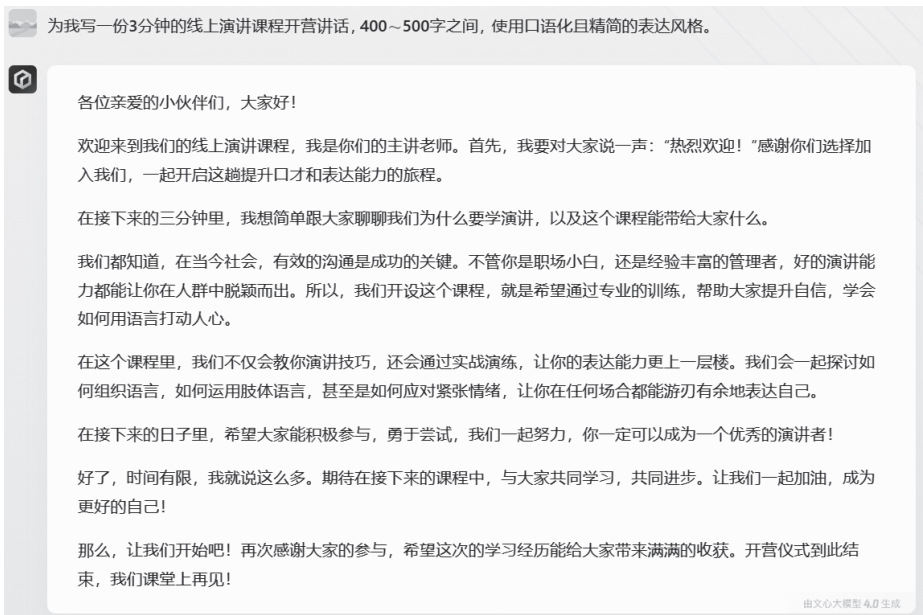 为我写一份3分钟的线上演讲课程开营讲话，400～500字之间，使用口语化且精简的表达风格。
各位亲爱的小伙伴们，大家好！
欢迎来到我们的线上演讲课程，我是你们的主讲老师。首先，我要对大家说一声：“热烈欢迎！”感谢你们选择加
入我们，一起开启这趟提升口才和表达能力的旅程。
在接下来的三分钟里，我想简单跟大家聊聊我们为什么要学演讲，以及这个课程能带给大家什么。
我们都知道，在当今社会，有效的沟通是成功的关键。不管你是职场小白，还是经验丰富的管理者，好的演讲能
力都能让你在人群中脱颖而出。所以，我们开设这个课程，就是希望通过专业的训练，帮助大家提升自信，学会
如何用语言打动人心。
在这个课程里，我们不仅会教你演讲技巧，还会通过实战演练，让你的表达能力更上一层楼。我们会一起探讨如
何组织语言，如何运用肢体语言，甚至是如何应对紧张情绪，让你在任何场合都能游刃有余地表达自己。
在接下来的日子里，希望大家能积极参与，勇于尝试，我们一起努力，你一定可以成为一个优秀的演讲者！
好了，时间有限，我就说这么多。期待在接下来的课程中，与大家共同学习，共同进步。让我们一起加油，成为
更好的自己！
那么，让我们开始吧！再次感谢大家的参与，希望这次的学习经历能给大家带来满满的收获。开营仪式到此结
束，我们课堂上再见！
由文心大模型 4.0 生成